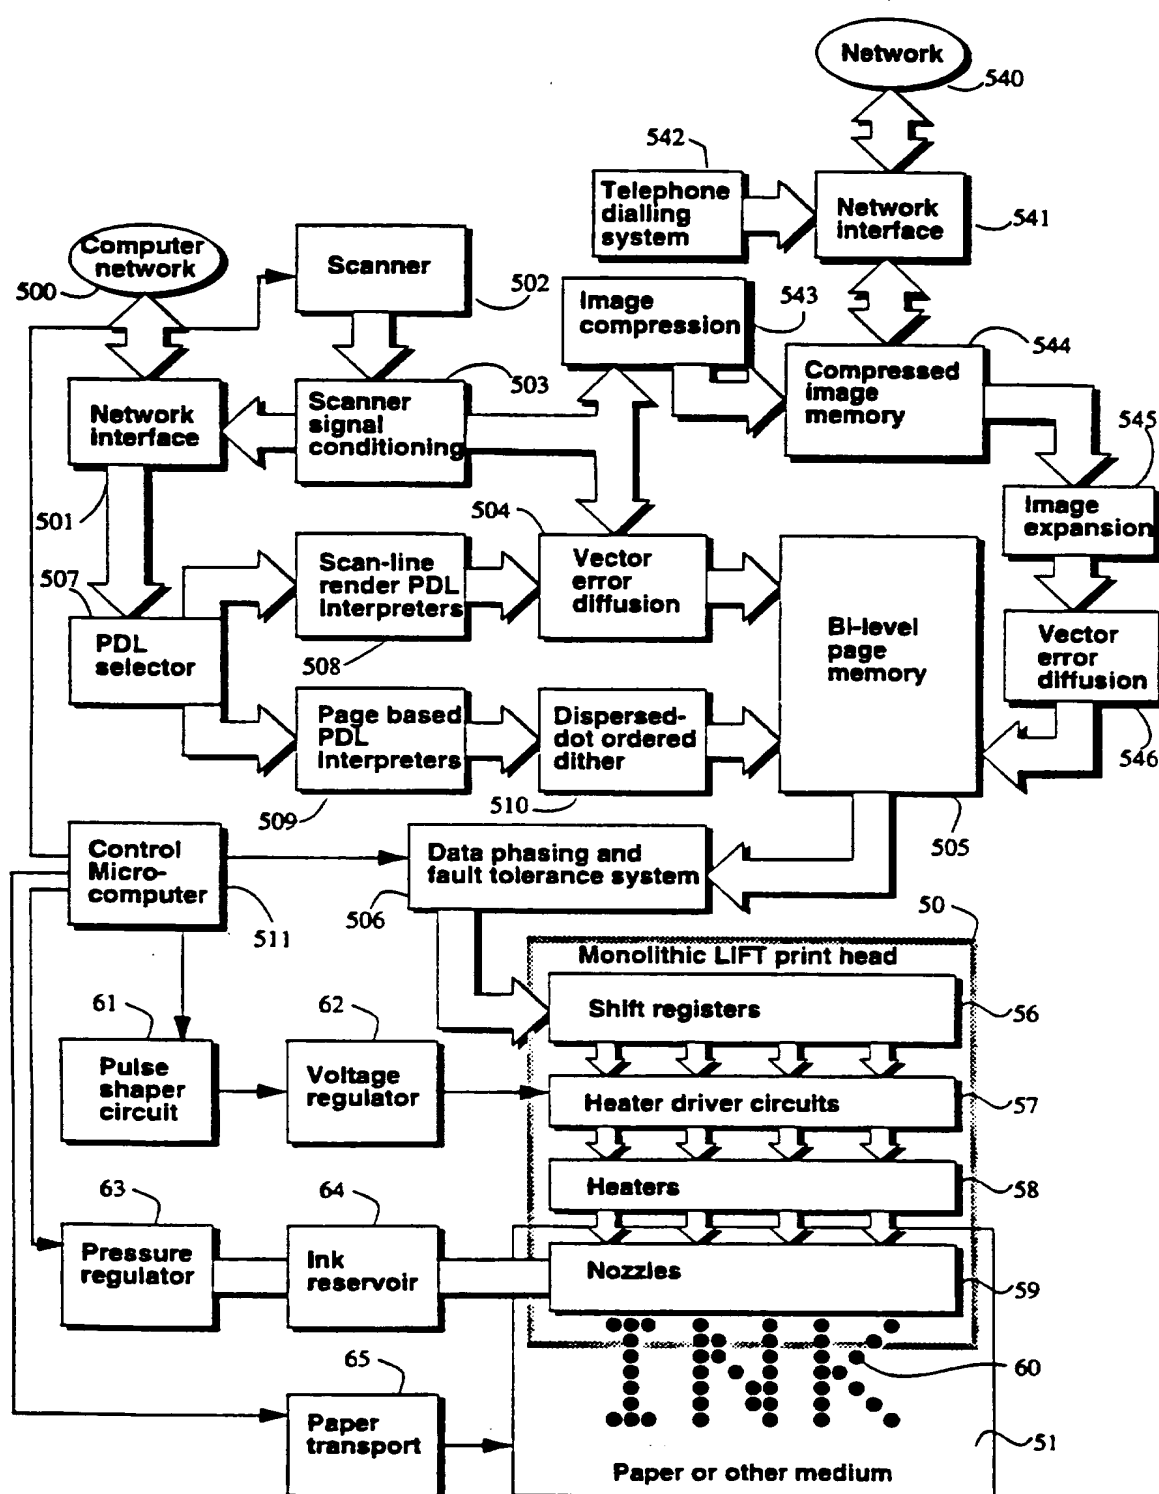 Network
540
542
Telephone
dialling
system
Network
interface
541
Computer
network
500
Scanner
502
Image
compression
543
544
Compressed
image
memory
503
Network
interface
Scanner
signal
conditioning
545
Image
expansion
501
504
507
Scan-line
render PDL
interpreters
Vector
error
diffusion
Bi-level
page
memory
Vector
error
diffusion
PDL
selector
508
Page based
PDL
interpreters
Dispersed-
dot ordered
dither
546
509
510
505
Control
Micro-
computer
Data phasing and
fault tolerance system
511
506
50
Monolithic LIFT print head
Shift registers
56
61
62
Pulse
shaper
circuit
Voltage
regulator
Heater driver circuits
57
Heaters
58
63
64
Pressure
regulator
Ink
reservoir
Nozzles
59
INK
60
65
Paper
transport
51
Paper or other medium